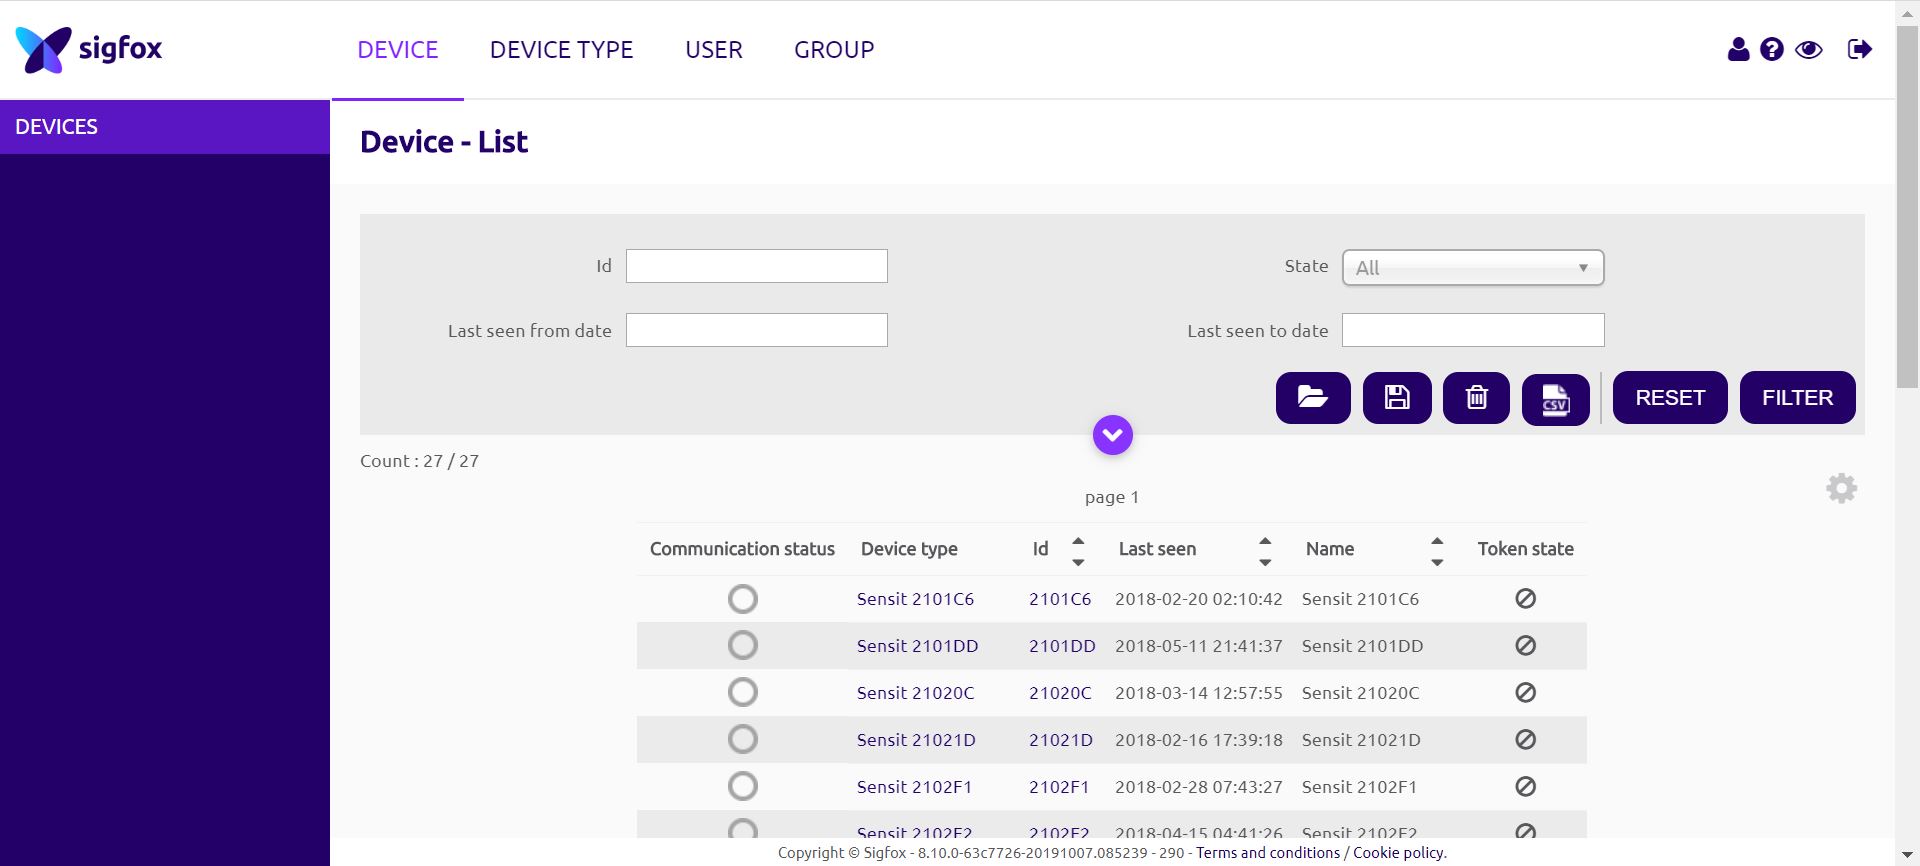 sigfox
DEVICE DEVICE TYPE USER GROUP
DEVICES
Device - List
Id
State All
Last seen from date
Last seen to date
CSV RESET FILTER
Count : 27 / 27
page 1
Communication status Device type Id Last seen Name Token state
Sensit 2101C6 2101C6 2018-02-20 02:10:42 Sensit 2101C6
Sensit 2101DD 2101DD 2018-05-11 21:41:37 Sensit 2101DD
Sensit 21020C 21020C 2018-03-14 12:57:55 Sensit 21020C
Sensit 21021D 21021D 2018-02-16 17:39:18 Sensit 21021D
Sensit 2102F1 2102F1 2018-02-28 07:43:27 Sensit 2102F1
Sensit 2102F2 2102F2 2018-04-15 04:41:26 Sensit 2102F2
Copyright © Sigfox - 8.10.0-63c7726-20191007.085239 - 290 - Terms and conditions / Cookie policy.